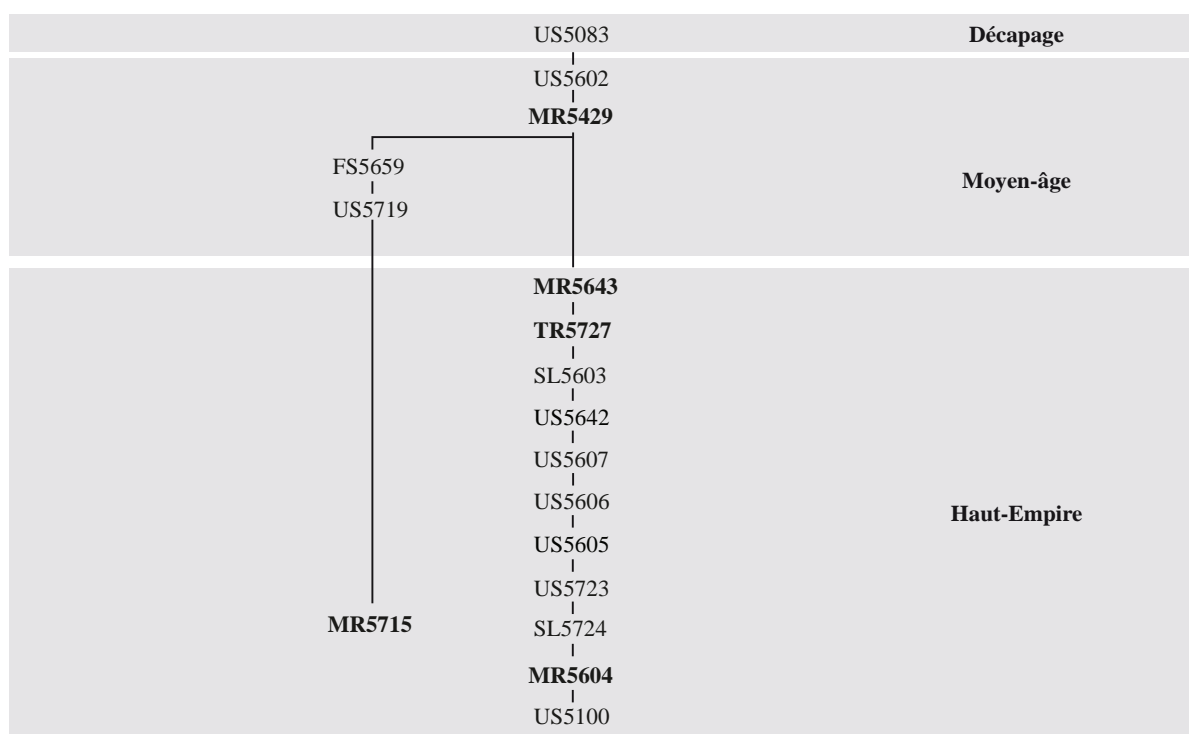 US5083
Décapage
US5602
MR5429
FS5659
Moyen-âge
US5719
MR5643
TR5727
SL5603
US5642
US5607
US5606
Haut-Empire
US5605
US5723
MR5715
SL5724
MR5604
US5100